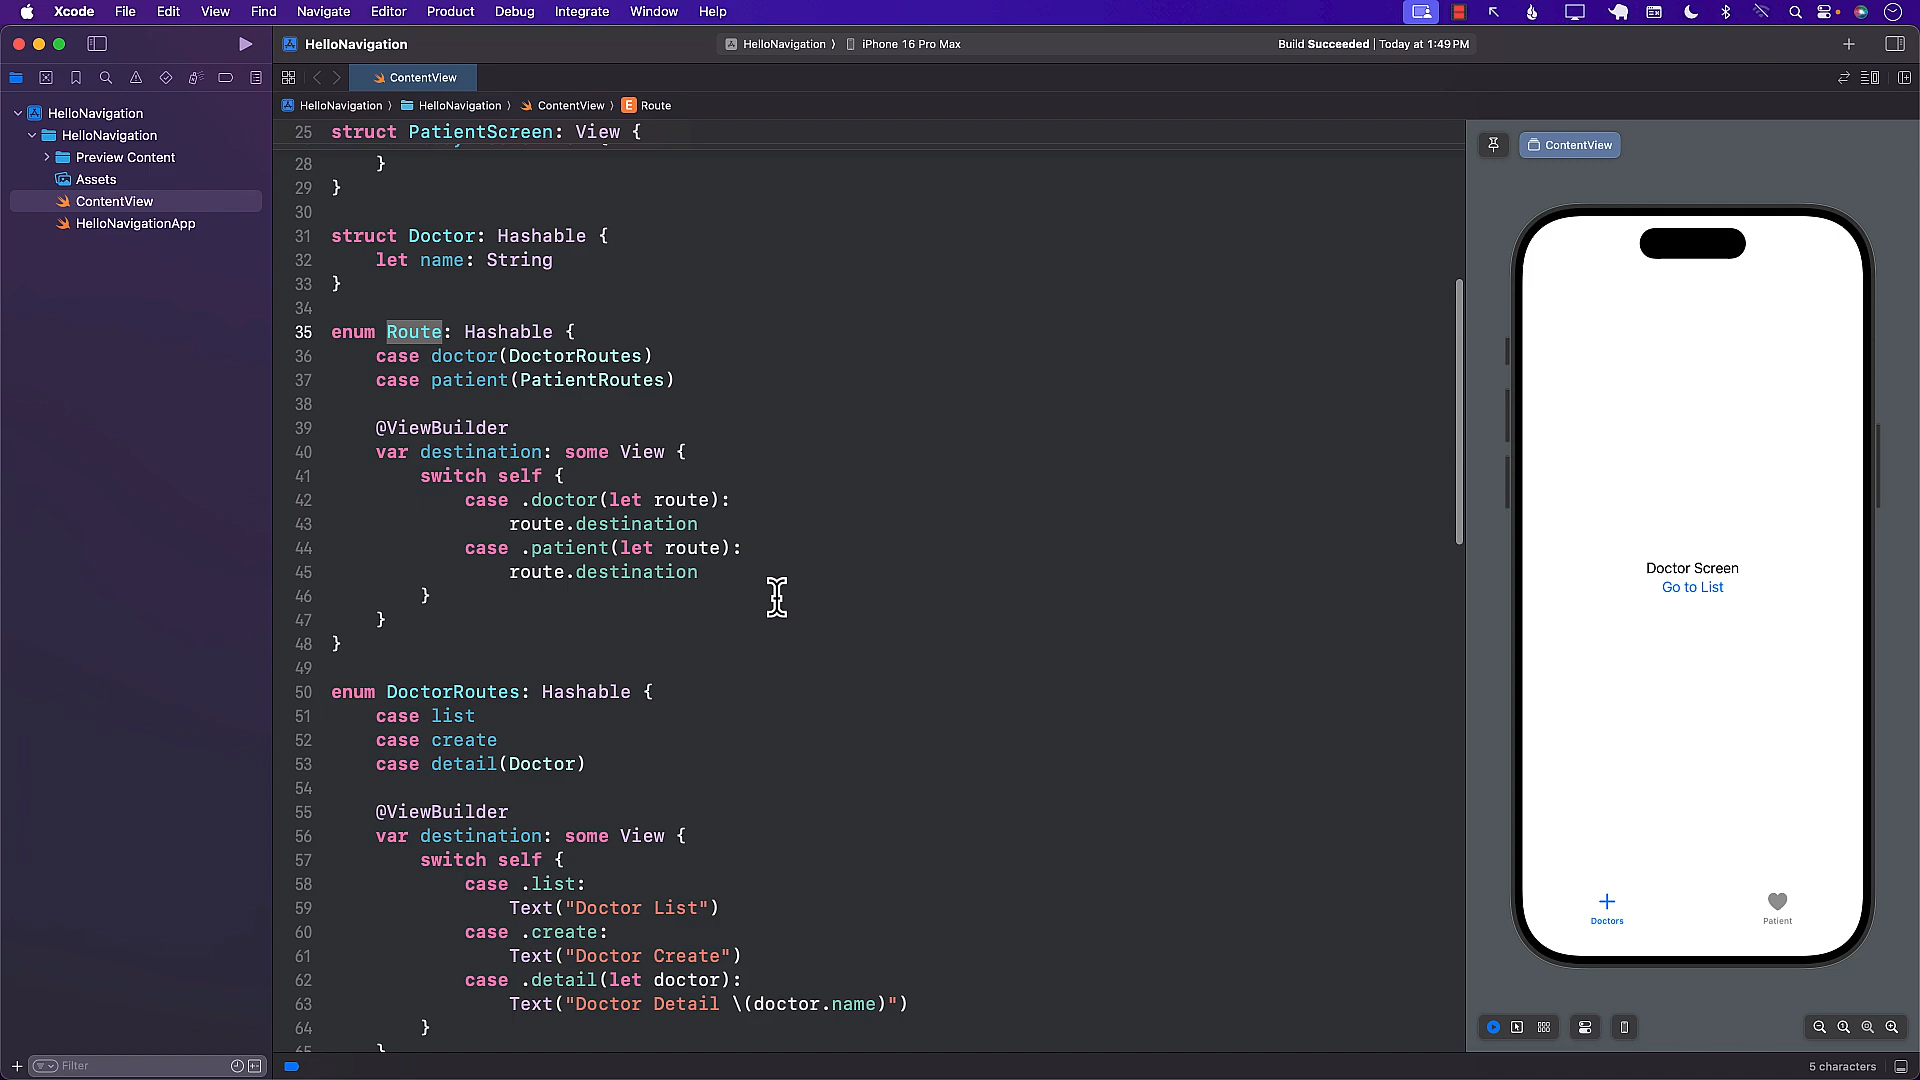 Xcode File Edit View Find Navigate Editor Product Debug Integrate Window Help
HelloNavigation
HelloNavigation ⟩ iPhone 16 Pro Max
Build Succeeded | Today at 1:49 PM
ContentView
HelloNavigation ⟩ HelloNavigation ⟩ ContentView ⟩ E Route
HelloNavigation
HelloNavigation
Preview Content
Assets
ContentView
HelloNavigationApp
Filter
25 struct PatientScreen: View {
28 }
29 }
30
31 struct Doctor: Hashable {
32 let name: String
33 }
34
35 enum Route: Hashable {
36 case doctor(DoctorRoutes)
37 case patient(PatientRoutes)
38
39 @ViewBuilder
40 var destination: some View {
41 switch self {
42 case .doctor(let route):
43 route.destination
44 case .patient(let route):
45 route.destination
46 }
47 }
48 }
49
50 enum DoctorRoutes: Hashable {
51 case list
52 case create
53 case detail(Doctor)
54
55 @ViewBuilder
56 var destination: some View {
57 switch self {
58 case .list:
59 Text("Doctor List")
60 case .create:
61 Text("Doctor Create")
62 case .detail(let doctor):
63 Text("Doctor Detail \(doctor.name)")
64 }
65 }
ContentView
Doctor Screen
Go to List
Doctors
Patient
5 characters